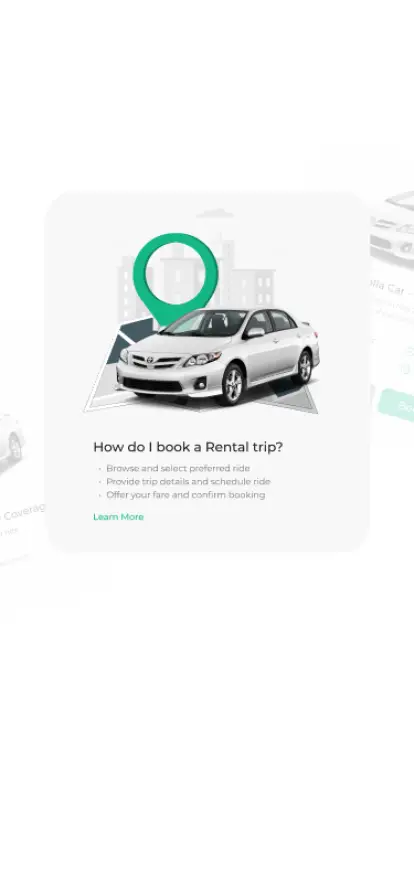 How do I book a Rental trip?
• Browse and select preferred ride
• Provide trip details and schedule ride
• Offer your fare and confirm booking
Learn More
Coverag
lla Car -